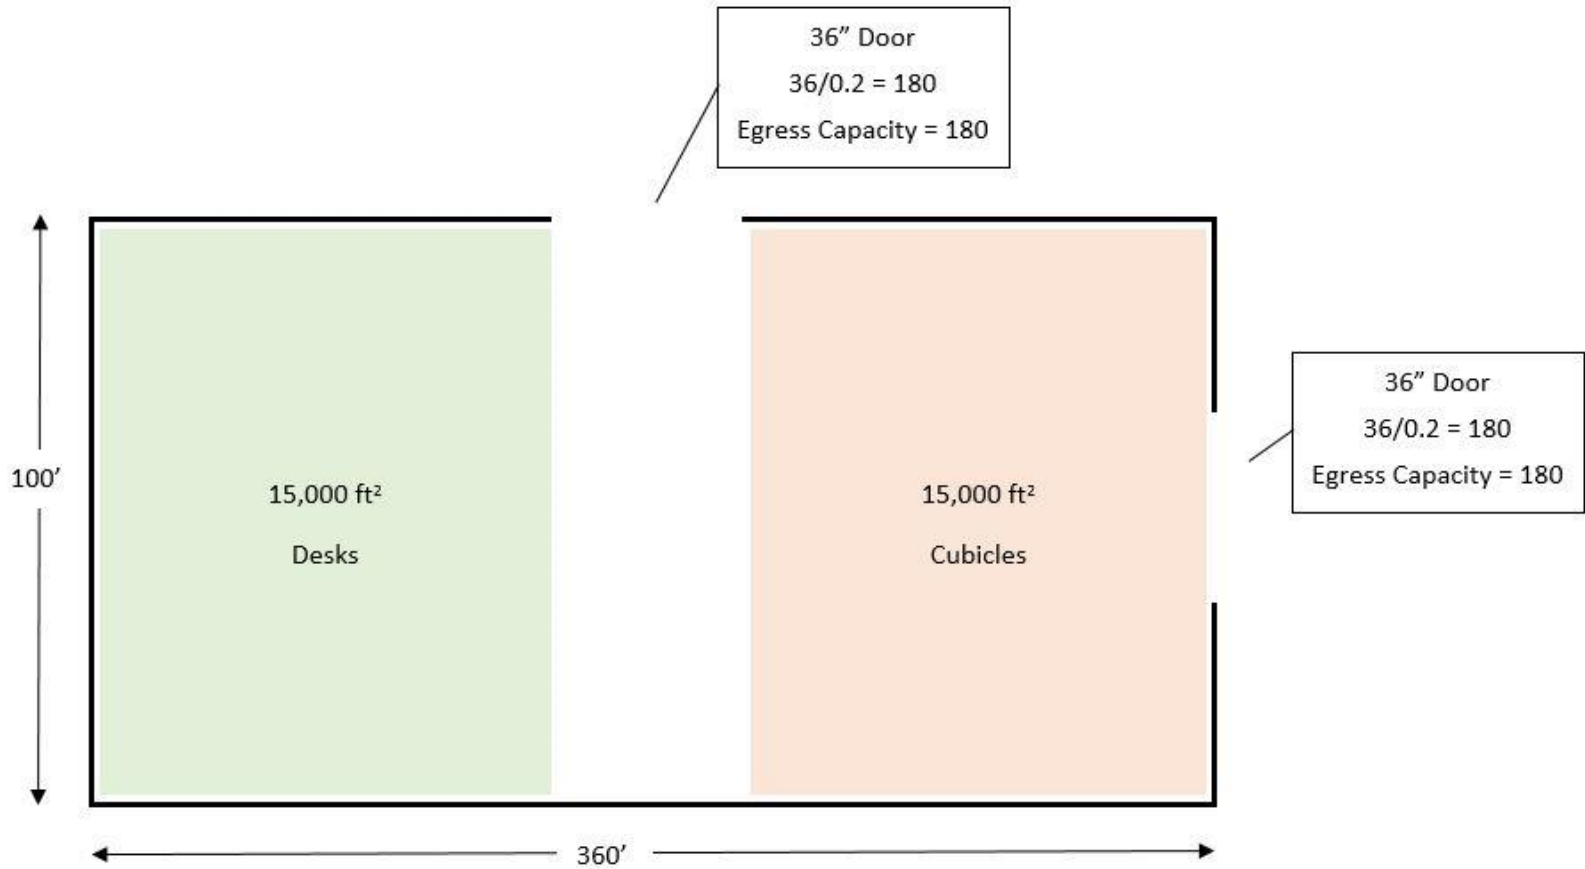 36” Door
36/0.2 = 180
Egress Capacity = 180
36” Door
36/0.2 = 180
Egress Capacity = 180
100’
15,000 ft²
Desks
15,000 ft²
Cubicles
360’